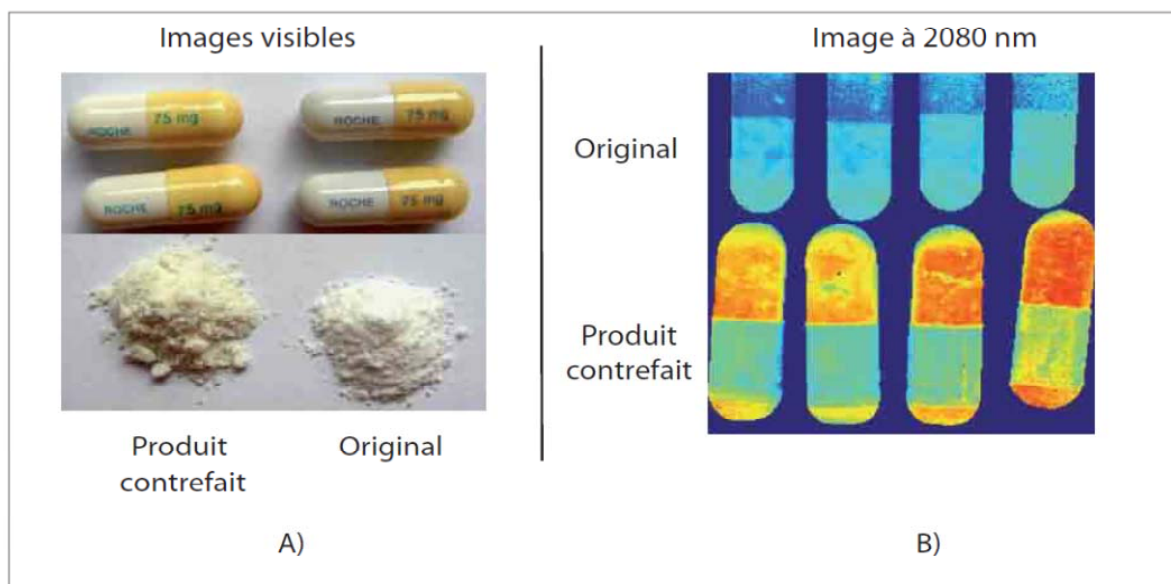 Images visibles
Image à 2080 nm
ROCHE 75 mg
ROCHE 75 mg
ROCHE 75 mg
ROCHE 75 mg
Original
Produit
contrefait
Produit
contrefait
Original
A)
B)